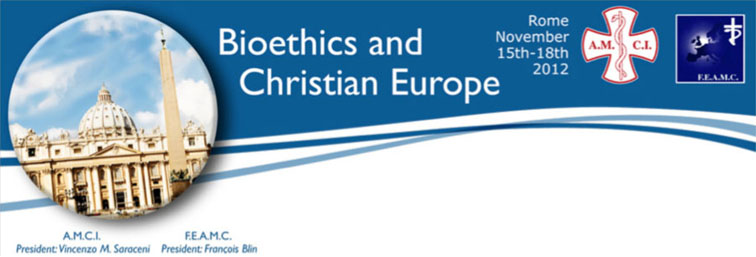 Bioethics and
Christian Europe
Rome
November
15th-18th
2012
A.M. C.I.
F.E.A.M.C.
A.M.C.I.
President: Vincenzo M. Saraceni
F.E.A.M.C.
President: François Blin